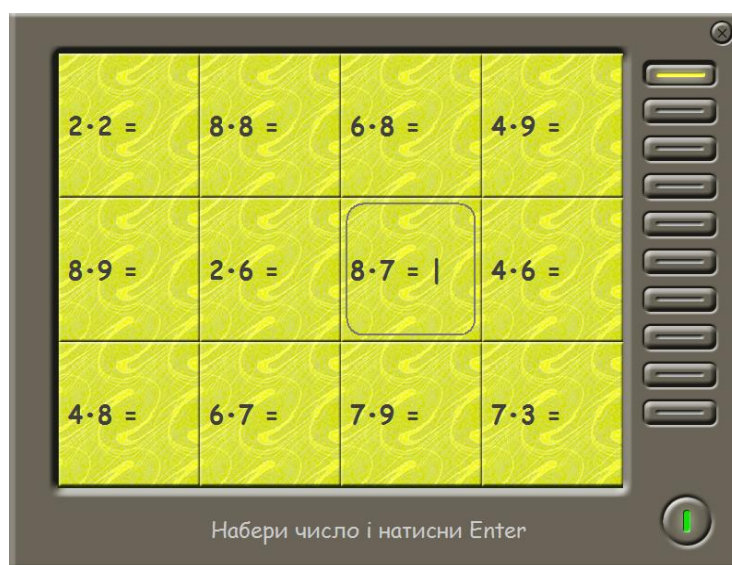 2·2 = 8·8 = 6·8 = 4·9 =
8·9 = 2·6 = 8·7 = 4·6 =
4·8 = 6·7 = 7·9 = 7·3 =
Набери число і натисни Enter